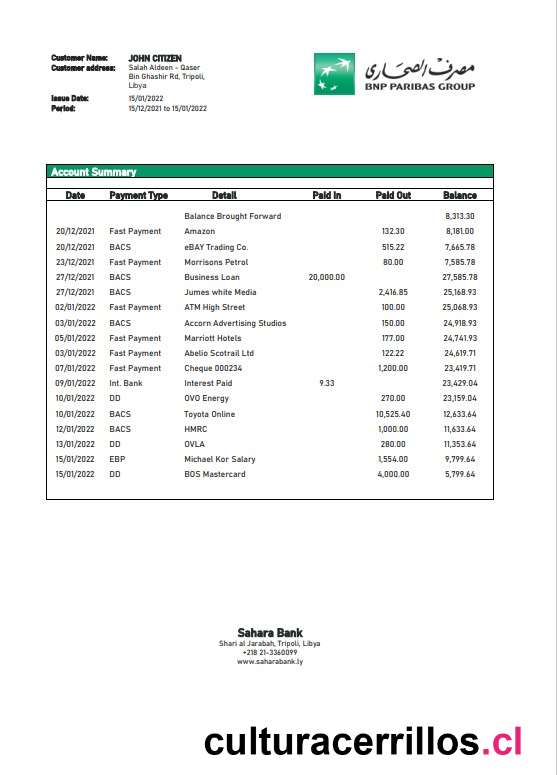 Customer Name: JOHN CITIZEN
Customer address: Salah Aldeen - Qaser
Bin Ghashir Rd, Tripoli,
Libya
Issue Date: 15/01/2022
Period: 15/12/2021 to 15/01/2022
مصرف الصحارى
BNP PARIBAS GROUP
Account Summary
Date Payment Type Detail Paid In Paid Out Balance
Balance Brought Forward 8,313.30
20/12/2021 Fast Payment Amazon 132.30 8,181.00
20/12/2021 BACS eBAY Trading Co. 515.22 7,665.78
23/12/2021 Fast Payment Morrisons Petrol 80.00 7,585.78
27/12/2021 BACS Business Loan 20,000.00 27,585.78
27/12/2021 BACS Jumes white Media 2,416.85 25,168.93
02/01/2022 Fast Payment ATM High Street 100.00 25,068.93
03/01/2022 BACS Accorn Advertising Studios 150.00 24,918.93
05/01/2022 Fast Payment Marriott Hotels 177.00 24,741.93
03/01/2022 Fast Payment Abelio Scotrail Ltd 122.22 24,619.71
07/01/2022 Fast Payment Cheque 000234 1,200.00 23,419.71
09/01/2022 Int. Bank Interest Paid 9.33 23,429.04
10/01/2022 DD OVO Energy 270.00 23,159.04
10/01/2022 BACS Toyota Online 10,525.40 12,633.64
12/01/2022 BACS HMRC 1,000.00 11,633.64
13/01/2022 DD OVLA 280.00 11,353.64
15/01/2022 EBP Michael Kor Salary 1,554.00 9,799.64
15/01/2022 DD BOS Mastercard 4,000.00 5,799.64
Sahara Bank
Shari al Jarabah, Tripoli, Libya
+218 21-3360099
www.saharabank.ly
culturacerrillos.cl